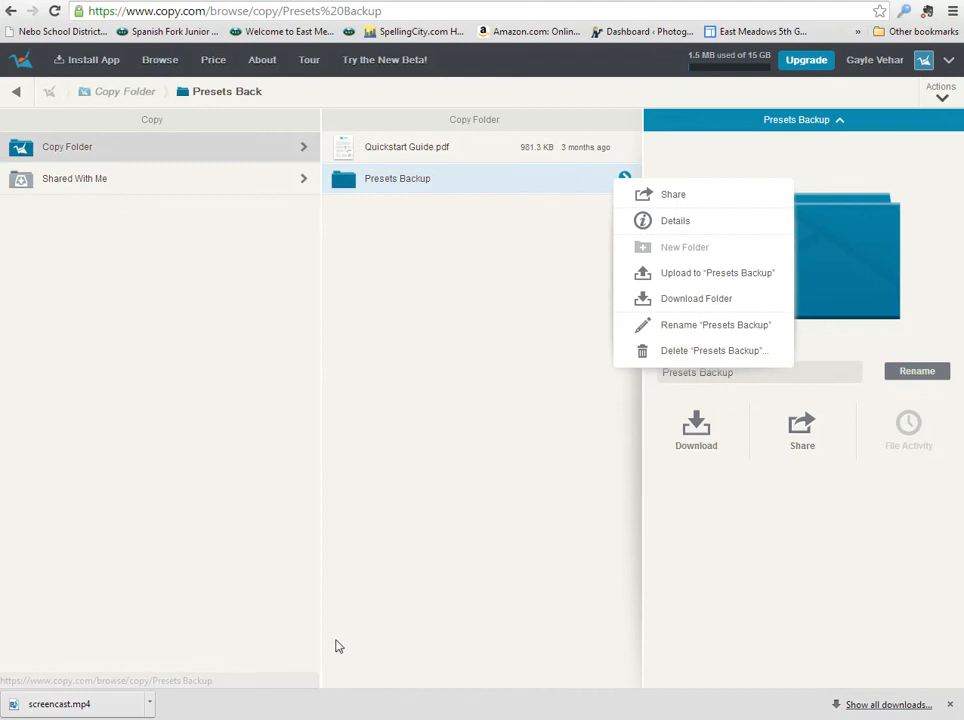 https://www.copy.com/browse/copy/Presets%20Backup
Nebo School District... Spanish Fork Junior ... Welcome to East Me... SpellingCity.com H... Amazon.com: Onlin... Dashboard ‹ Photog... East Meadows 5th G... » Other bookmarks
Install App Browse Price About Tour Try the New Beta! 1.5 MB used of 15 GB Upgrade Gayle Vehar
Copy Folder Presets Back Actions
Copy Copy Folder Presets Backup
Copy Folder Quickstart Guide.pdf 981.3 KB 3 months ago
Shared With Me Presets Backup
Share
Details
New Folder
Upload to “Presets Backup”
Download Folder
Rename “Presets Backup”
Delete “Presets Backup”...
Presets Backup Rename
Download Share File Activity
https://www.copy.com/browse/copy/Presets Backup
screencast.mp4 Show all downloads...